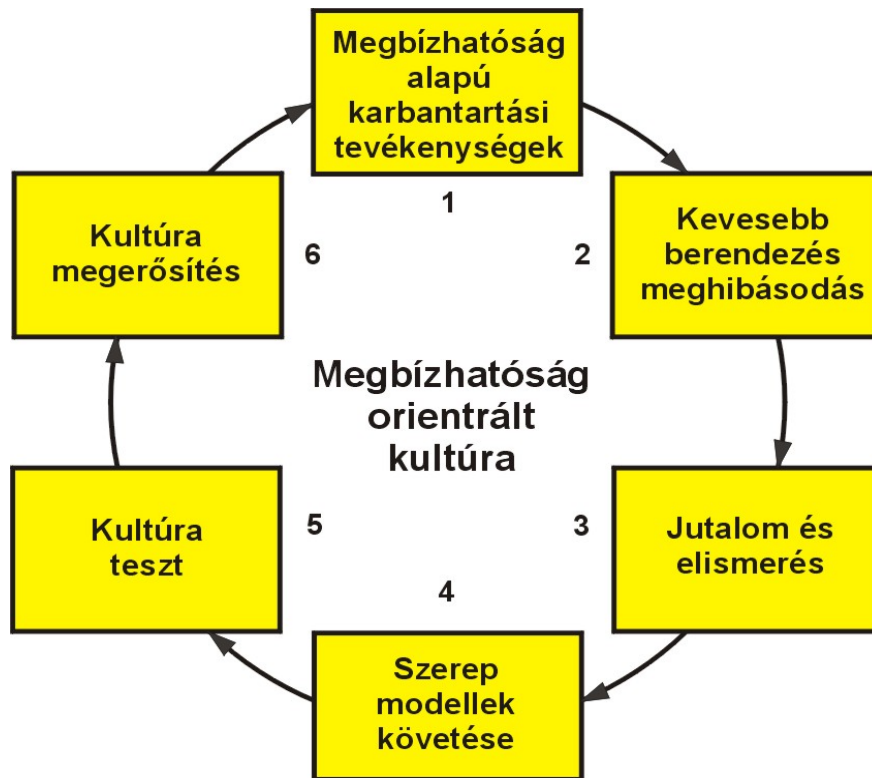 Megbízhatóság
alapú
karbantartási
tevékenységek
1
Kevesebb
berendezés
meghibásodás
2
Jutalom és
elismerés
3
Szerep
modellek
követése
4
Kultúra
teszt
5
Kultúra
megerősítés
6
Megbízhatóság
orientrált
kultúra